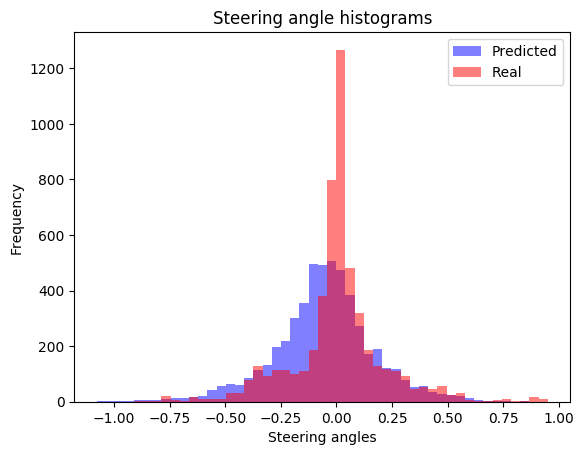 Steering angle histograms
Predicted
Real
Frequency
1200
1000
800
600
400
200
0
−1.00 −0.75 −0.50 −0.25 0.00 0.25 0.50 0.75 1.00
Steering angles